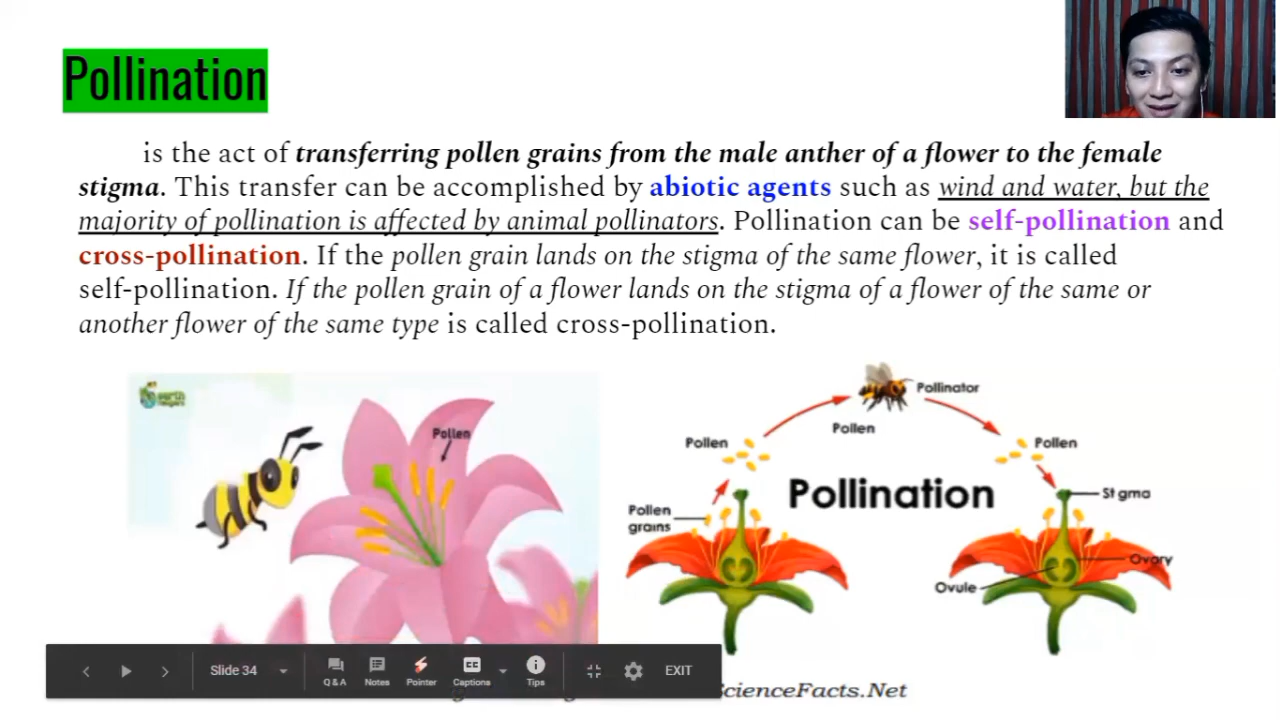 Pollination
is the act of transferring pollen grains from the male anther of a flower to the female
stigma. This transfer can be accomplished by abiotic agents such as wind and water, but the
majority of pollination is affected by animal pollinators. Pollination can be self-pollination and
cross-pollination. If the pollen grain lands on the stigma of the same flower, it is called
self-pollination. If the pollen grain of a flower lands on the stigma of a flower of the same or
another flower of the same type is called cross-pollination.
Pollen
Pollinator
Pollen
Pollen
Pollen
Pollination
Pollen
grains
St gma
Ovary
Ovule
Slide 34
Q & A
Notes
Pointer
CC
Captions
Tips
EXIT
ScienceFacts.Net